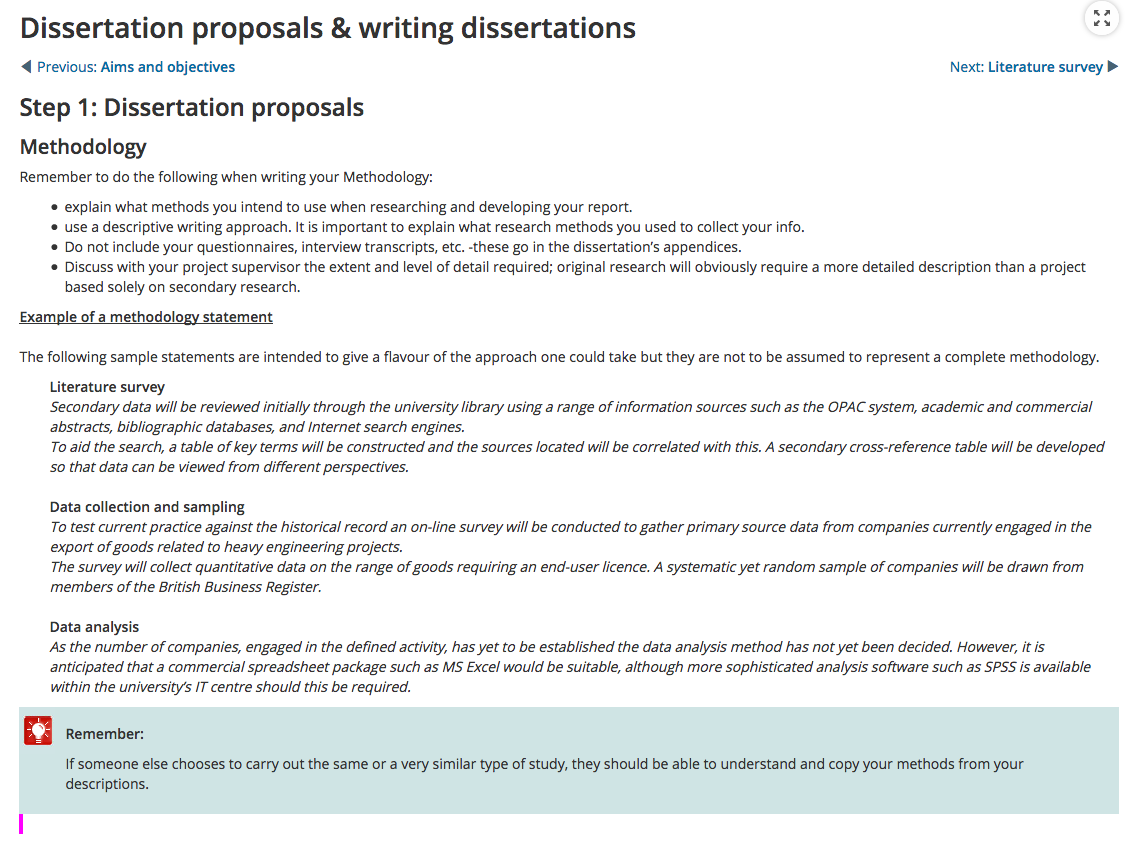 Dissertation proposals & writing dissertations
Previous: Aims and objectives
Next: Literature survey
Step 1: Dissertation proposals
Methodology
Remember to do the following when writing your Methodology:
explain what methods you intend to use when researching and developing your report.
use a descriptive writing approach. It is important to explain what research methods you used to collect your info.
Do not include your questionnaires, interview transcripts, etc. -these go in the dissertation's appendices.
Discuss with your project supervisor the extent and level of detail required; original research will obviously require a more detailed description than a project
based solely on secondary research.
Example of a methodology statement
The following sample statements are intended to give a flavour of the approach one could take but they are not to be assumed to represent a complete methodology.
Literature survey
Secondary data will be reviewed initially through the university library using a range of information sources such as the OPAC system, academic and commercial
abstracts, bibliographic databases, and Internet search engines.
To aid the search, a table of key terms will be constructed and the sources located will be correlated with this. A secondary cross-reference table will be developed
so that data can be viewed from different perspectives.
Data collection and sampling
To test current practice against the historical record an on-line survey will be conducted to gather primary source data from companies currently engaged in the
export of goods related to heavy engineering projects.
The survey will collect quantitative data on the range of goods requiring an end-user licence. A systematic yet random sample of companies will be drawn from
members of the British Business Register.
Data analysis
As the number of companies, engaged in the defined activity, has yet to be established the data analysis method has not yet been decided. However, it is
anticipated that a commercial spreadsheet package such as MS Excel would be suitable, although more sophisticated analysis software such as SPSS is available
within the university's IT centre should this be required.
Remember:
If someone else chooses to carry out the same or a very similar type of study, they should be able to understand and copy your methods from your
descriptions.